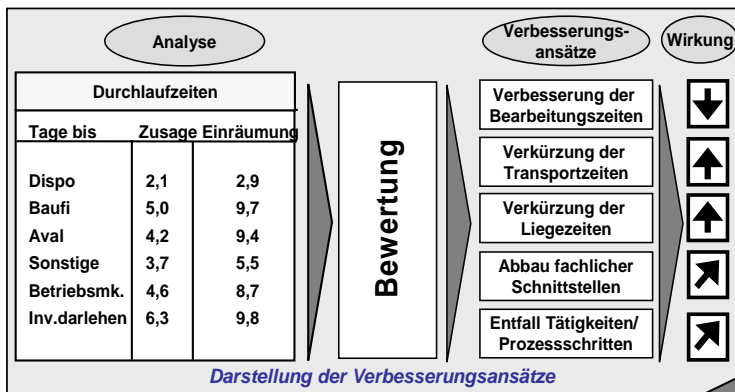 Analyse
Verbesserungs-
ansätze
Wirkung
Durchlaufzeiten
Tage bis Zusage Einräumung
Dispo 2,1 2,9
Baufi 5,0 9,7
Aval 4,2 9,4
Sonstige 3,7 5,5
Betriebsmk. 4,6 8,7
Inv.darlehen 6,3 9,8
Bewertung
Verbesserung der
Bearbeitungszeiten
Verkürzung der
Transportzeiten
Verkürzung der
Liegezeiten
Abbau fachlicher
Schnittstellen
Entfall Tätigkeiten/
Prozessschritten
Darstellung der Verbesserungsansätze